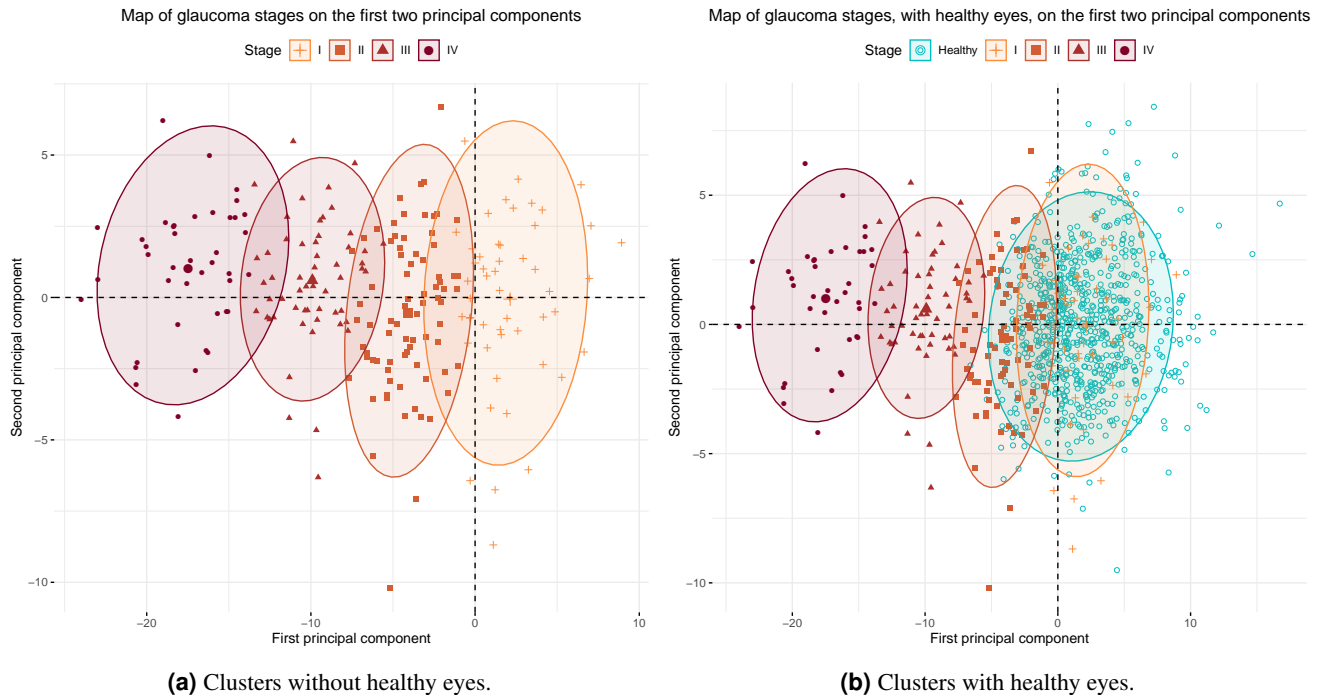 Map of glaucoma stages on the first two principal components
Stage I II III IV
Second principal component
5
0
−5
−10
−20 −10 0 10
First principal component
(a) Clusters without healthy eyes.
Map of glaucoma stages, with healthy eyes, on the first two principal components
Stage Healthy I II III IV
Second principal component
5
0
−5
−10
−20 −10 0 10
First principal component
(b) Clusters with healthy eyes.